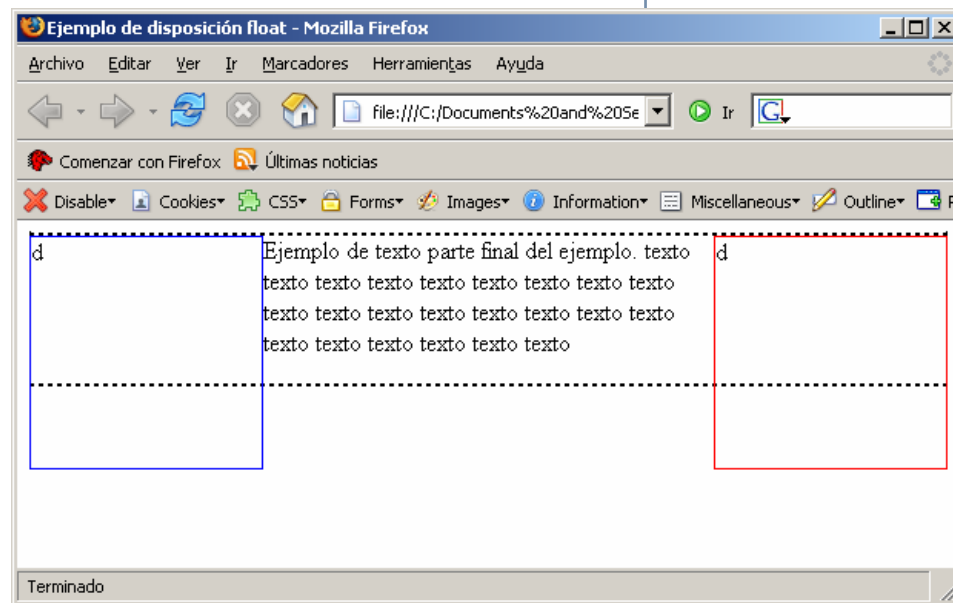 Ejemplo de disposición float - Mozilla Firefox
Archivo Editar Ver Ir Marcadores Herramientas Ayuda
file:///C:/Documents%20and%20Se Ir G
Comenzar con Firefox Últimas noticias
Disable Cookies CSS Forms Images Information Miscellaneous Outline
d Ejemplo de texto parte final del ejemplo. texto d
texto texto texto texto texto texto texto texto
texto texto texto texto texto texto texto texto
texto texto texto texto texto texto
Terminado